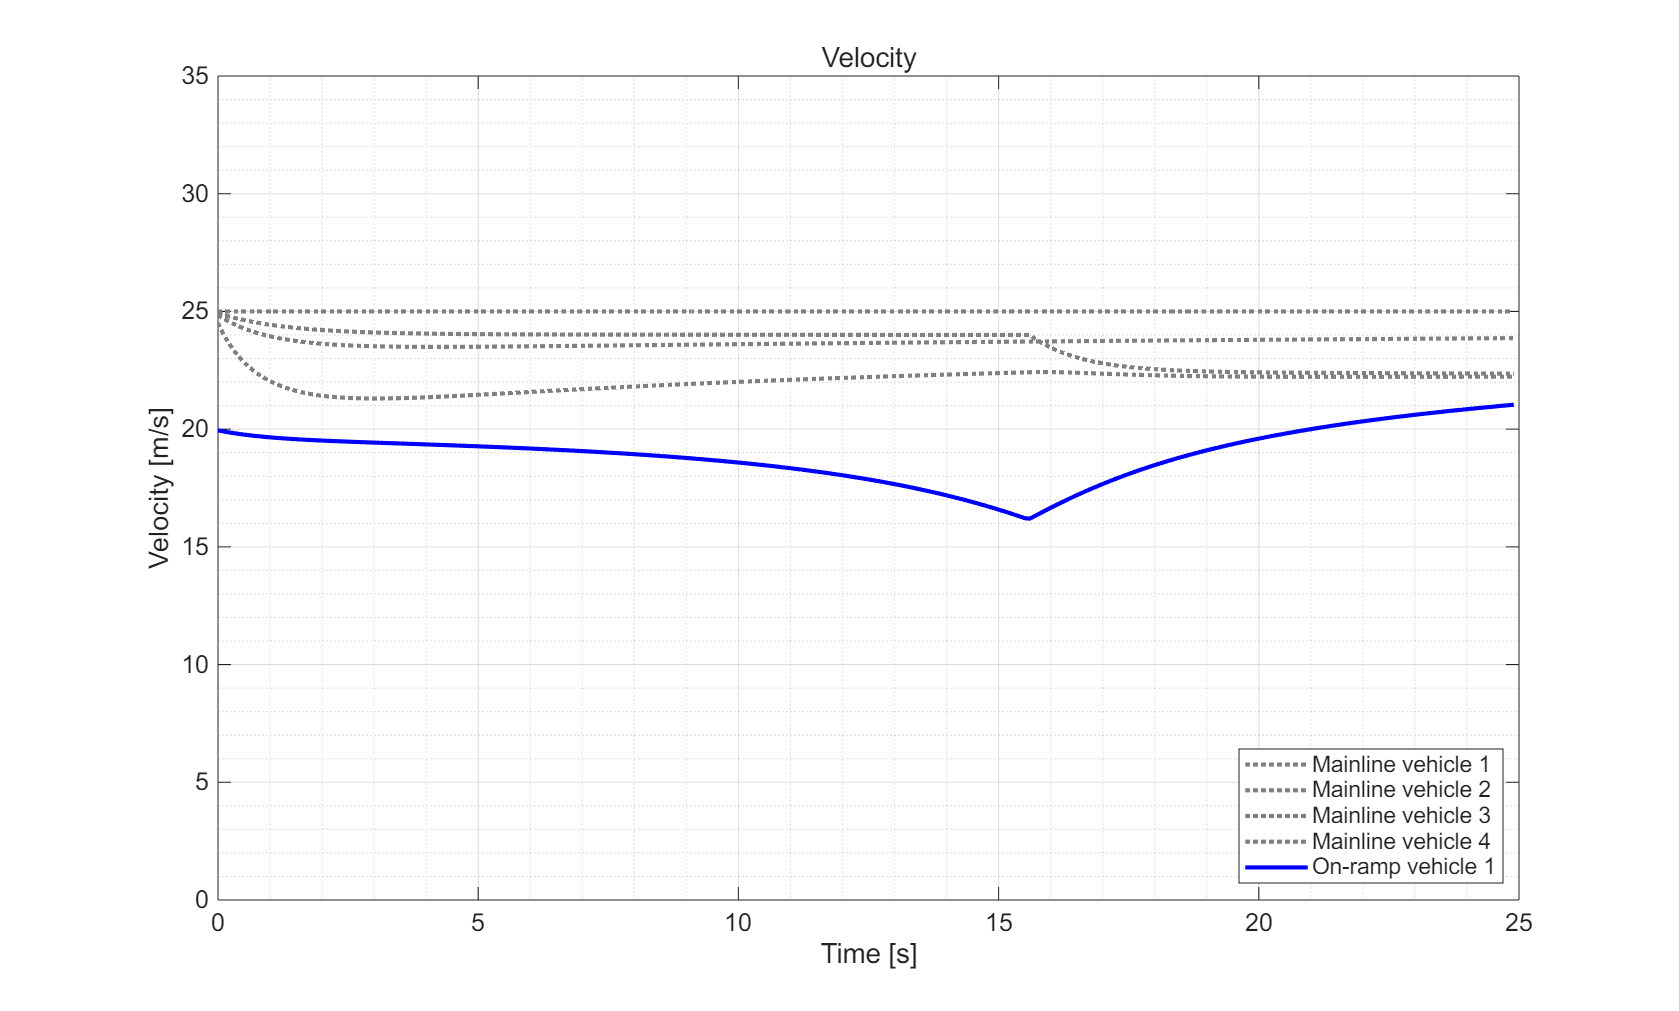 Velocity
35
30
25
20
15
10
5
0
Velocity [m/s]
0 5 10 15 20 25
Time [s]
Mainline vehicle 1
Mainline vehicle 2
Mainline vehicle 3
Mainline vehicle 4
On-ramp vehicle 1